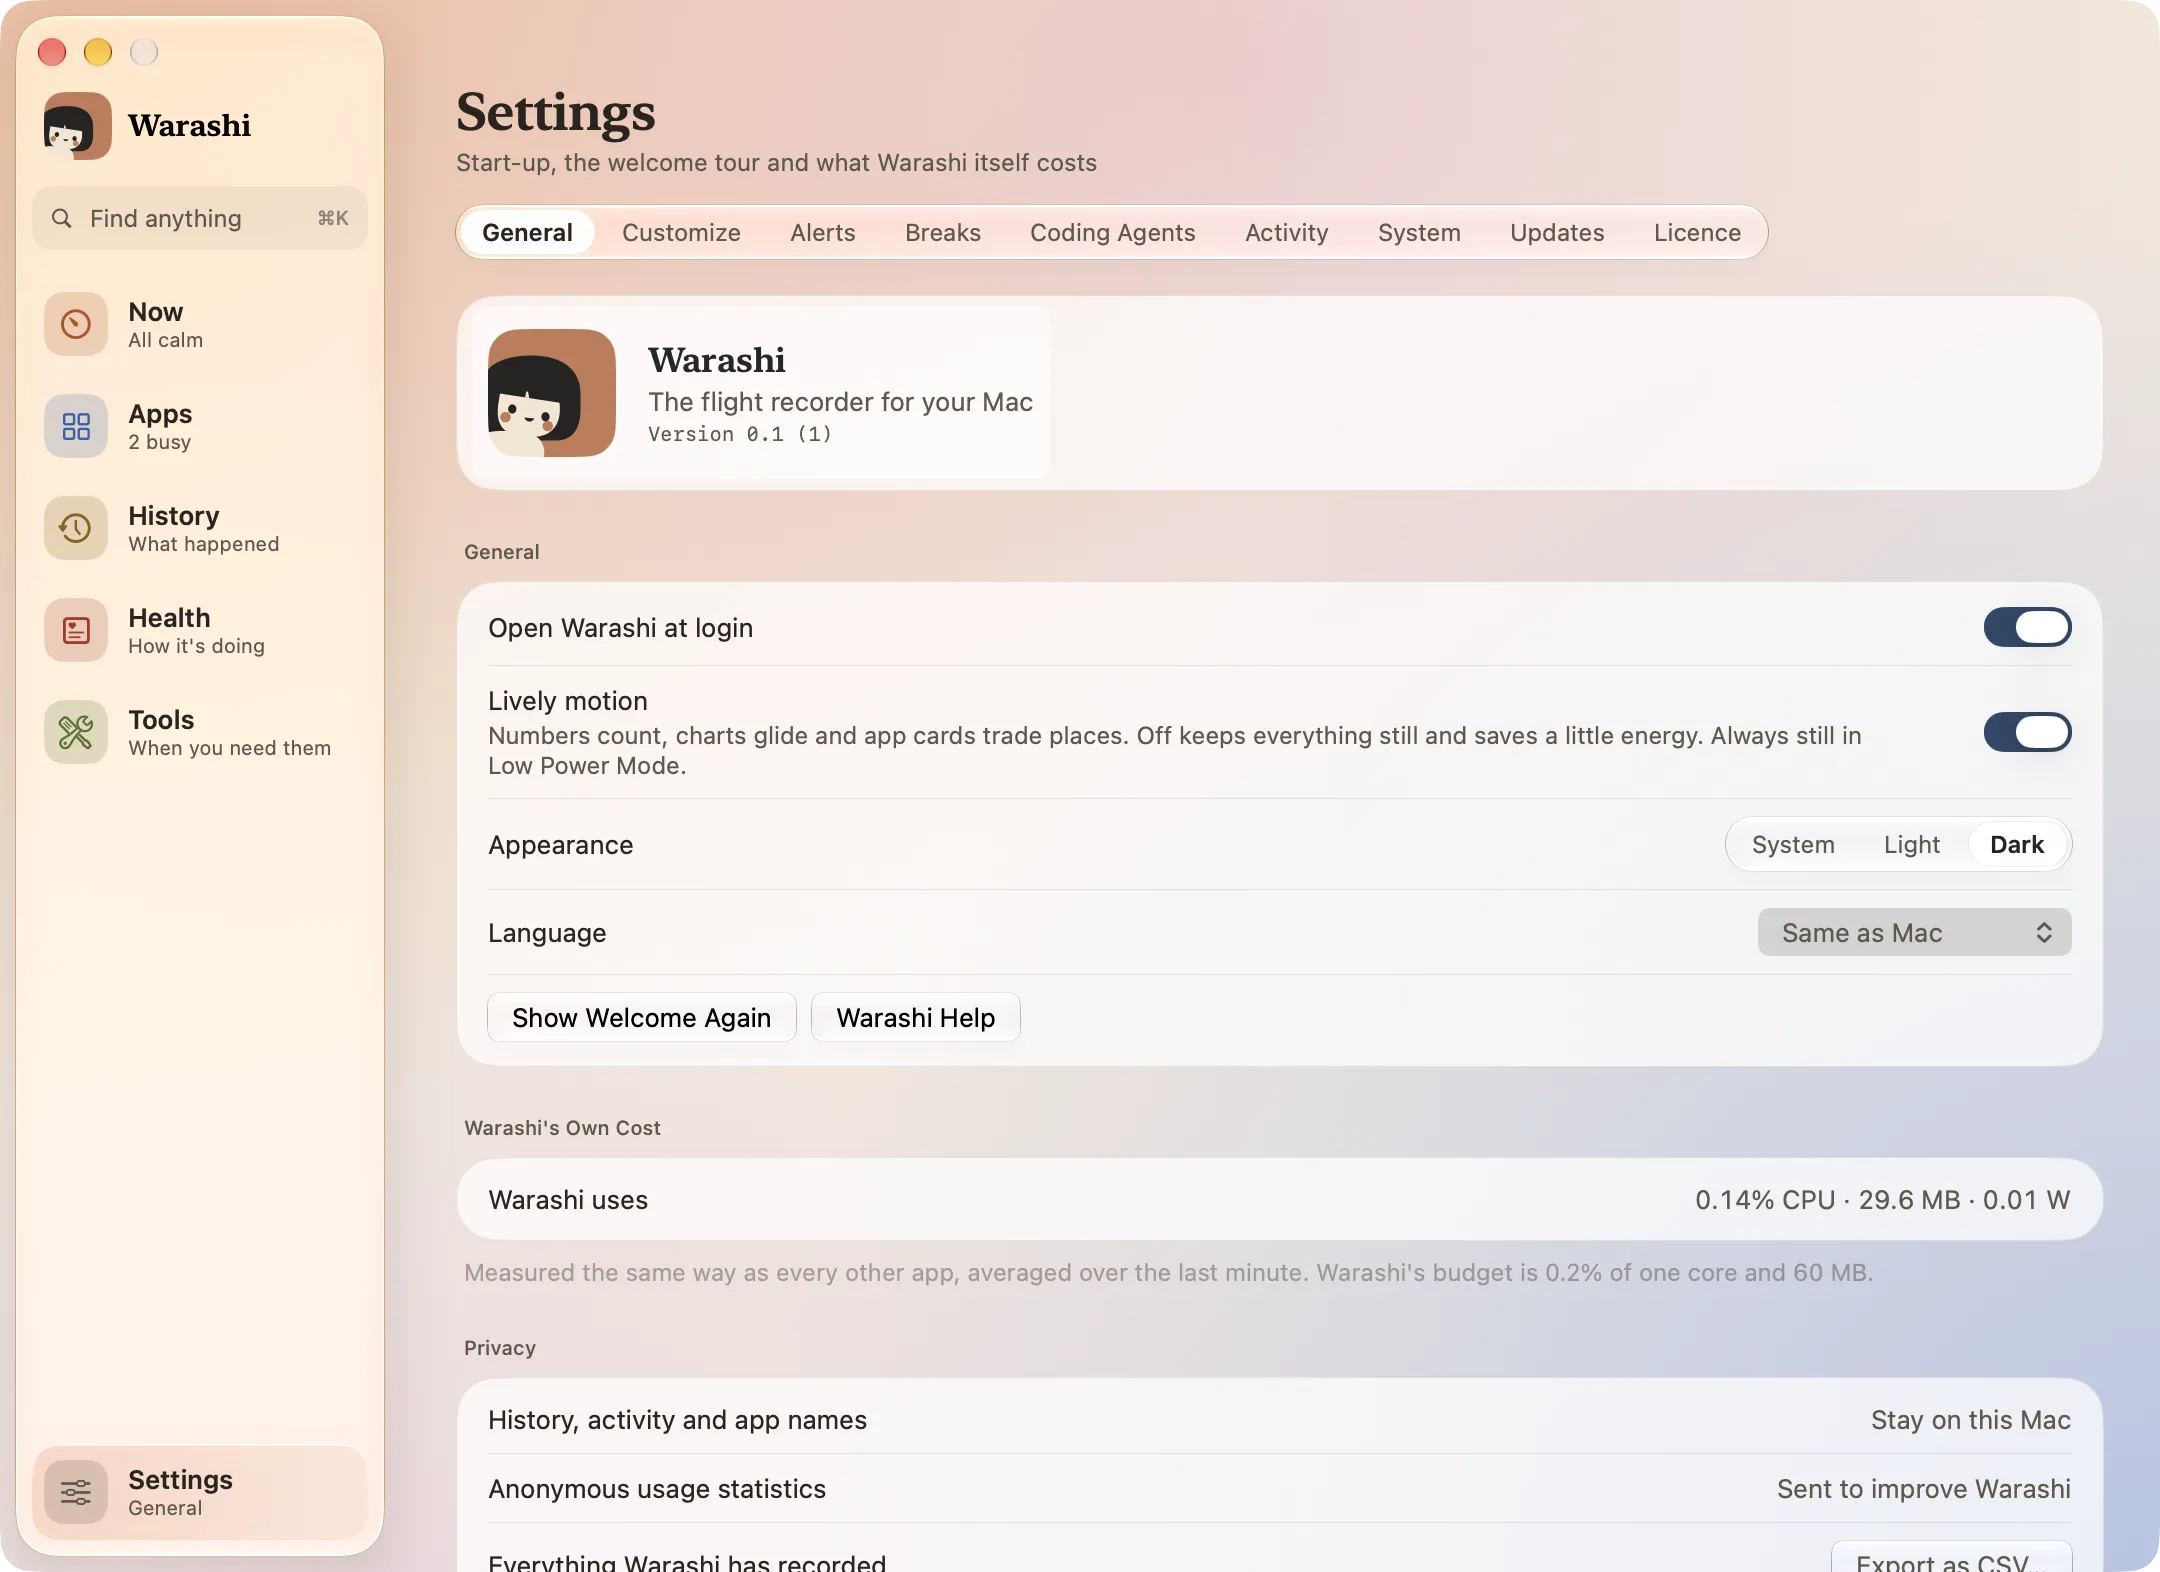 Warashi
Find anything ⌘K
Now
All calm
Apps
2 busy
History
What happened
Health
How it's doing
Tools
When you need them
Settings
General
Settings
Start-up, the welcome tour and what Warashi itself costs
General Customize Alerts Breaks Coding Agents Activity System Updates Licence
Warashi
The flight recorder for your Mac
Version 0.1 (1)
General
Open Warashi at login
Lively motion
Numbers count, charts glide and app cards trade places. Off keeps everything still and saves a little energy. Always still in
Low Power Mode.
Appearance System Light Dark
Language Same as Mac
Show Welcome Again Warashi Help
Warashi's Own Cost
Warashi uses 0.14% CPU · 29.6 MB · 0.01 W
Measured the same way as every other app, averaged over the last minute. Warashi's budget is 0.2% of one core and 60 MB.
Privacy
History, activity and app names Stay on this Mac
Anonymous usage statistics Sent to improve Warashi
Everything Warashi has recorded Export as CSV...